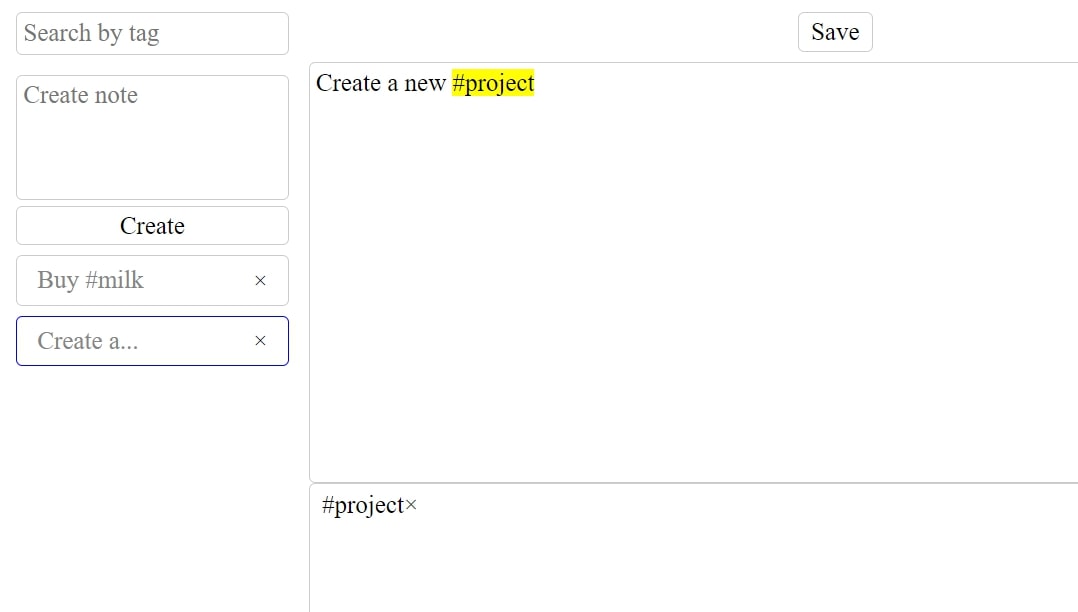 Search by tag
Create note
Create
Buy #milk ×
Create a... ×
Save
Create a new #project
#project×